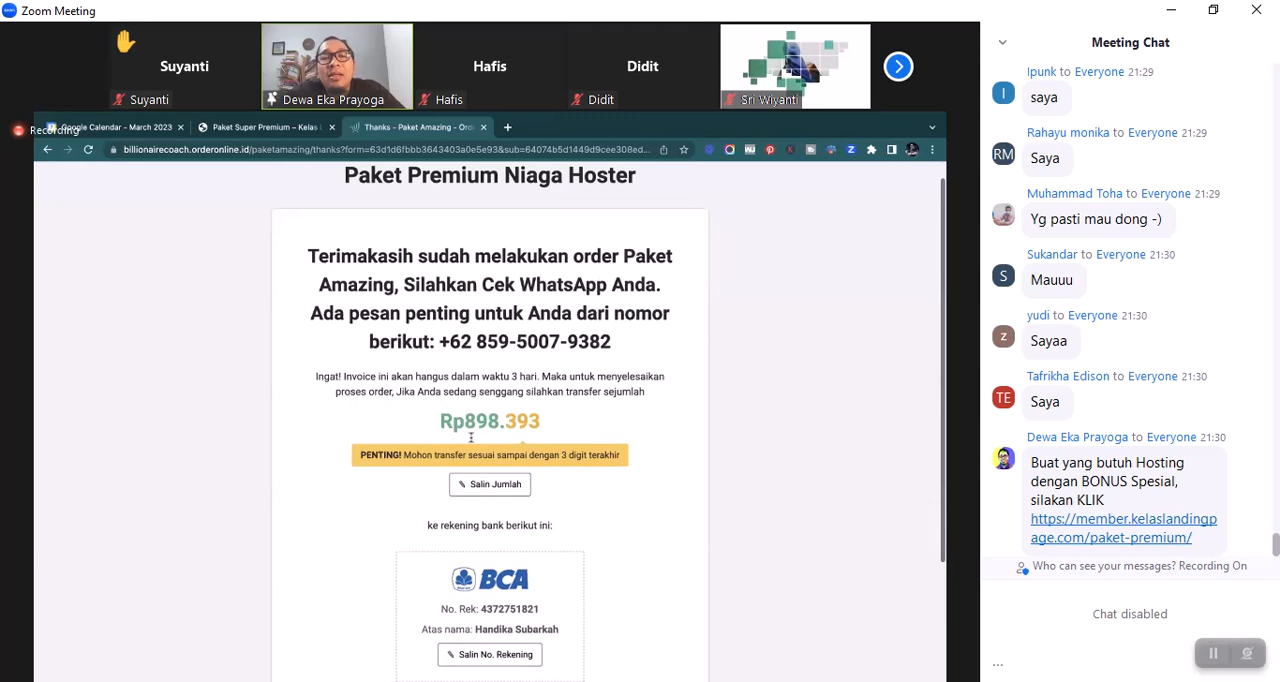 Zoom Meeting
Suyanti
Hafis
Didit
Suyanti
Dewa Eka Prayoga
Hafis
Didit
Sri Wiyanti
Recording
Google Calendar - March 2023
Paket Super Premium – Kelas
Thanks - Paket Amazing - Ord
billionairecoach.orderonline.id/paketamazing/thanks?form=63d1d6fbbb3643403a0e5e93&sub=64074b5d1449d9cee308ed...
Paket Premium Niaga Hoster
Terimakasih sudah melakukan order Paket
Amazing, Silahkan Cek WhatsApp Anda.
Ada pesan penting untuk Anda dari nomor
berikut: +62 859-5007-9382
Ingat! Invoice ini akan hangus dalam waktu 3 hari. Maka untuk menyelesaikan
proses order, Jika Anda sedang senggang silahkan transfer sejumlah
Rp898.393
PENTING! Mohon transfer sesuai sampai dengan 3 digit terakhir
Salin Jumlah
ke rekening bank berikut ini:
BCA
No. Rek: 4372751821
Atas nama: Handika Subarkah
Salin No. Rekening
Meeting Chat
Ipunk to Everyone 21:29
I
saya
Rahayu monika to Everyone 21:29
RM
Saya
Muhammad Toha to Everyone 21:29
Yg pasti mau dong -)
Sukandar to Everyone 21:30
S
Mauuu
yudi to Everyone 21:30
z
Sayaa
Tafrikha Edison to Everyone 21:30
TE
Saya
Dewa Eka Prayoga to Everyone 21:30
Buat yang butuh Hosting
dengan BONUS Spesial,
silakan KLIK
https://member.kelaslandingp
age.com/paket-premium/
Who can see your messages? Recording On
Chat disabled
...